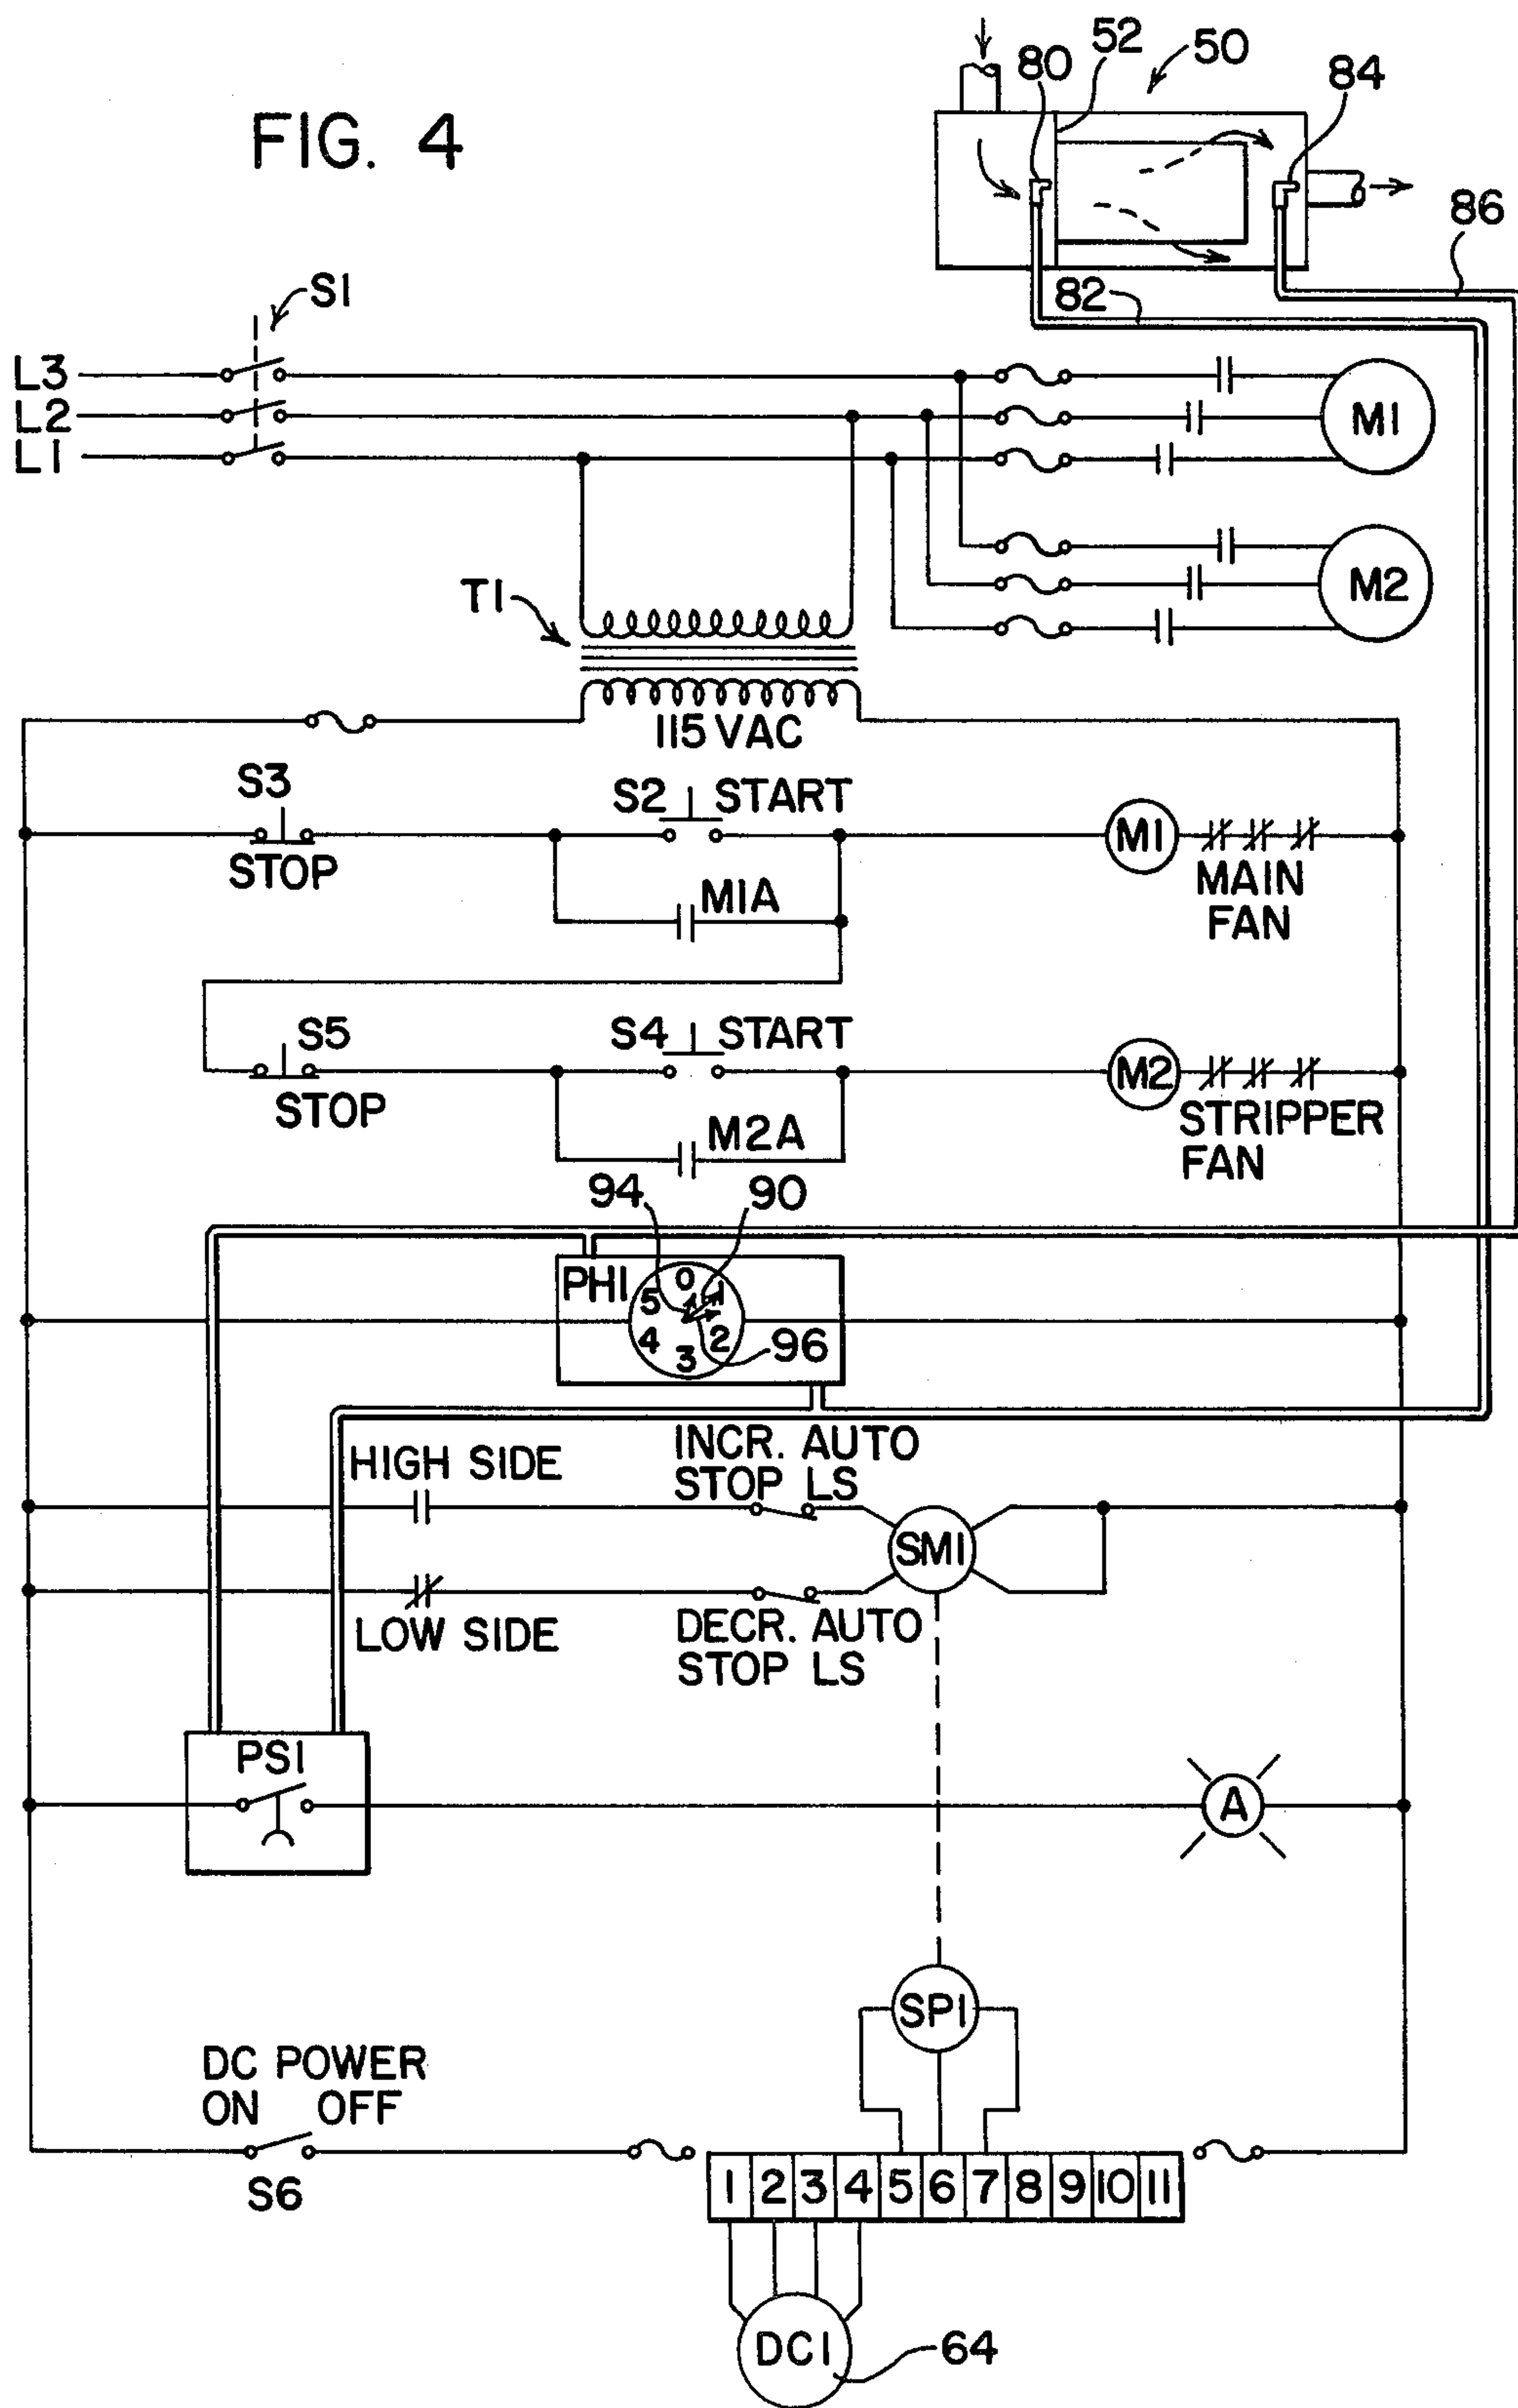 FIG. 4
52
50
80
84
86
82
S1
L3
L2
L1
M1
M2
T1
115 VAC
S3
S2 START
STOP
M1
M1A
MAIN
FAN
S5
S4 START
STOP
M2
M2A
STRIPPER
FAN
94
90
PH1
0
1
2
3
4
5
96
HIGH SIDE
INCR. AUTO
STOP LS
SM1
LOW SIDE
DECR. AUTO
STOP LS
PS1
A
SP1
DC POWER
ON OFF
S6
1 2 3 4 5 6 7 8 9 10 11
DC1
64